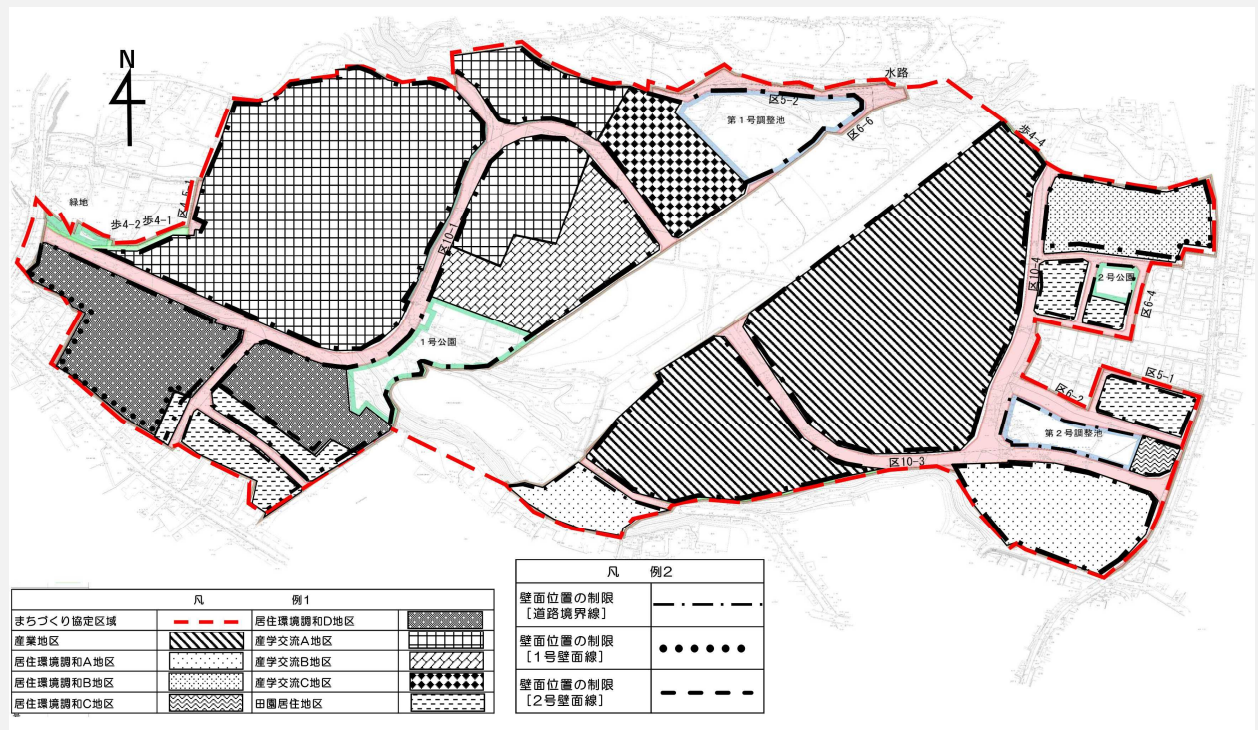 N
水路
区5-2
第1号調整池
区6-6
歩4-4
緑地
歩4-2
歩4-1
区10-1
区10-4
2号公園
区6-4
1号公園
区5-1
区6-2
第2号調整池
区10-3
凡 例1
まちづくり協定区域
居住環境調和D地区
産業地区
産学交流A地区
居住環境調和A地区
産学交流B地区
居住環境調和B地区
産学交流C地区
居住環境調和C地区
田園居住地区
凡 例2
壁面位置の制限
[道路境界線]
壁面位置の制限
[1号壁面線]
壁面位置の制限
[2号壁面線]